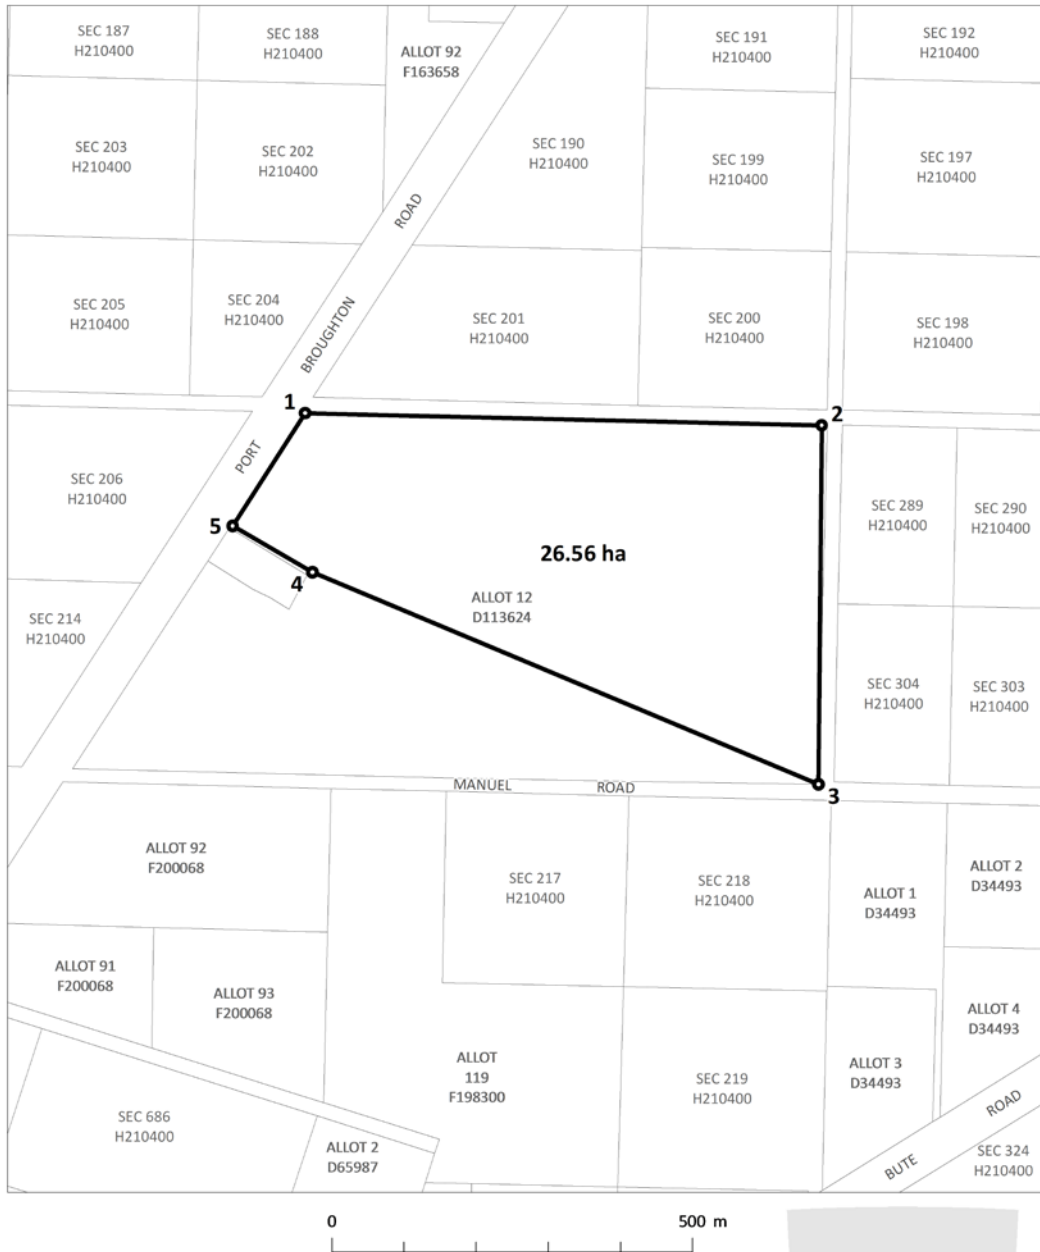 SEC 187
H210400
SEC 188
H210400
ALLOT 92
F163658
SEC 191
H210400
SEC 192
H210400
SEC 203
H210400
SEC 202
H210400
SEC 190
H210400
SEC 199
H210400
SEC 197
H210400
ROAD
SEC 205
H210400
SEC 204
H210400
BROUGHTON
SEC 201
H210400
SEC 200
H210400
SEC 198
H210400
1
2
PORT
SEC 206
H210400
SEC 289
H210400
SEC 290
H210400
5
26.56 ha
4
ALLOT 12
D113624
SEC 214
H210400
SEC 304
H210400
SEC 303
H210400
MANUEL ROAD
3
ALLOT 92
F200068
SEC 217
H210400
SEC 218
H210400
ALLOT 1
D34493
ALLOT 2
D34493
ALLOT 91
F200068
ALLOT 93
F200068
ALLOT 4
D34493
ALLOT
119
F198300
SEC 219
H210400
ALLOT 3
D34493
ROAD
SEC 686
H210400
ALLOT 2
D65987
BUTE
SEC 324
H210400
0 500 m